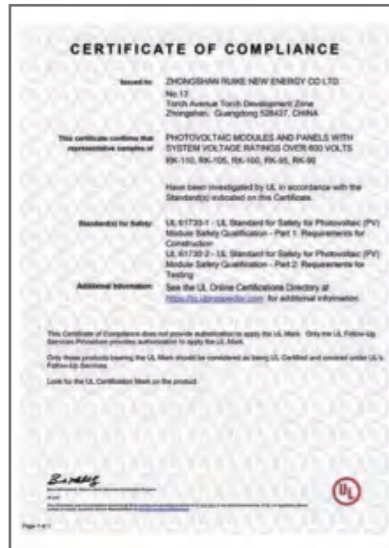 CERTIFICATE OF COMPLIANCE
Issued to: ZHONGSHAN RUIKE NEW ENERGY CO LTD
No.13
Torch Avenue Torch Development Zone
Zhongshan, Guangdong 528437, CHINA
This certificate confirms that PHOTOVOLTAIC MODULES AND PANELS WITH
representative samples of SYSTEM VOLTAGE RATINGS OVER 600 VOLTS
RK-110, RK-105, RK-100, RK-95, RK-90
Have been investigated by UL in accordance with the
Standard(s) indicated on this Certificate.
Standard(s) for Safety: UL 61730-1 - UL Standard for Safety for Photovoltaic (PV)
Module Safety Qualification - Part 1: Requirements for
Construction
UL 61730-2 - UL Standard for Safety for Photovoltaic (PV)
Module Safety Qualification - Part 2: Requirements for
Testing
Additional Information: See the UL Online Certifications Directory at
https://iq.ulprospector.com for additional information.
This Certificate of Compliance does not provide authorization to apply the UL Mark. Only the UL Follow-Up
Services Procedure provides authorization to apply the UL Mark.
Only those products bearing the UL Mark should be considered as being UL Certified and covered under UL's
Follow-Up Services.
Look for the UL Certification Mark on the product.
UL
Page 1 of 1